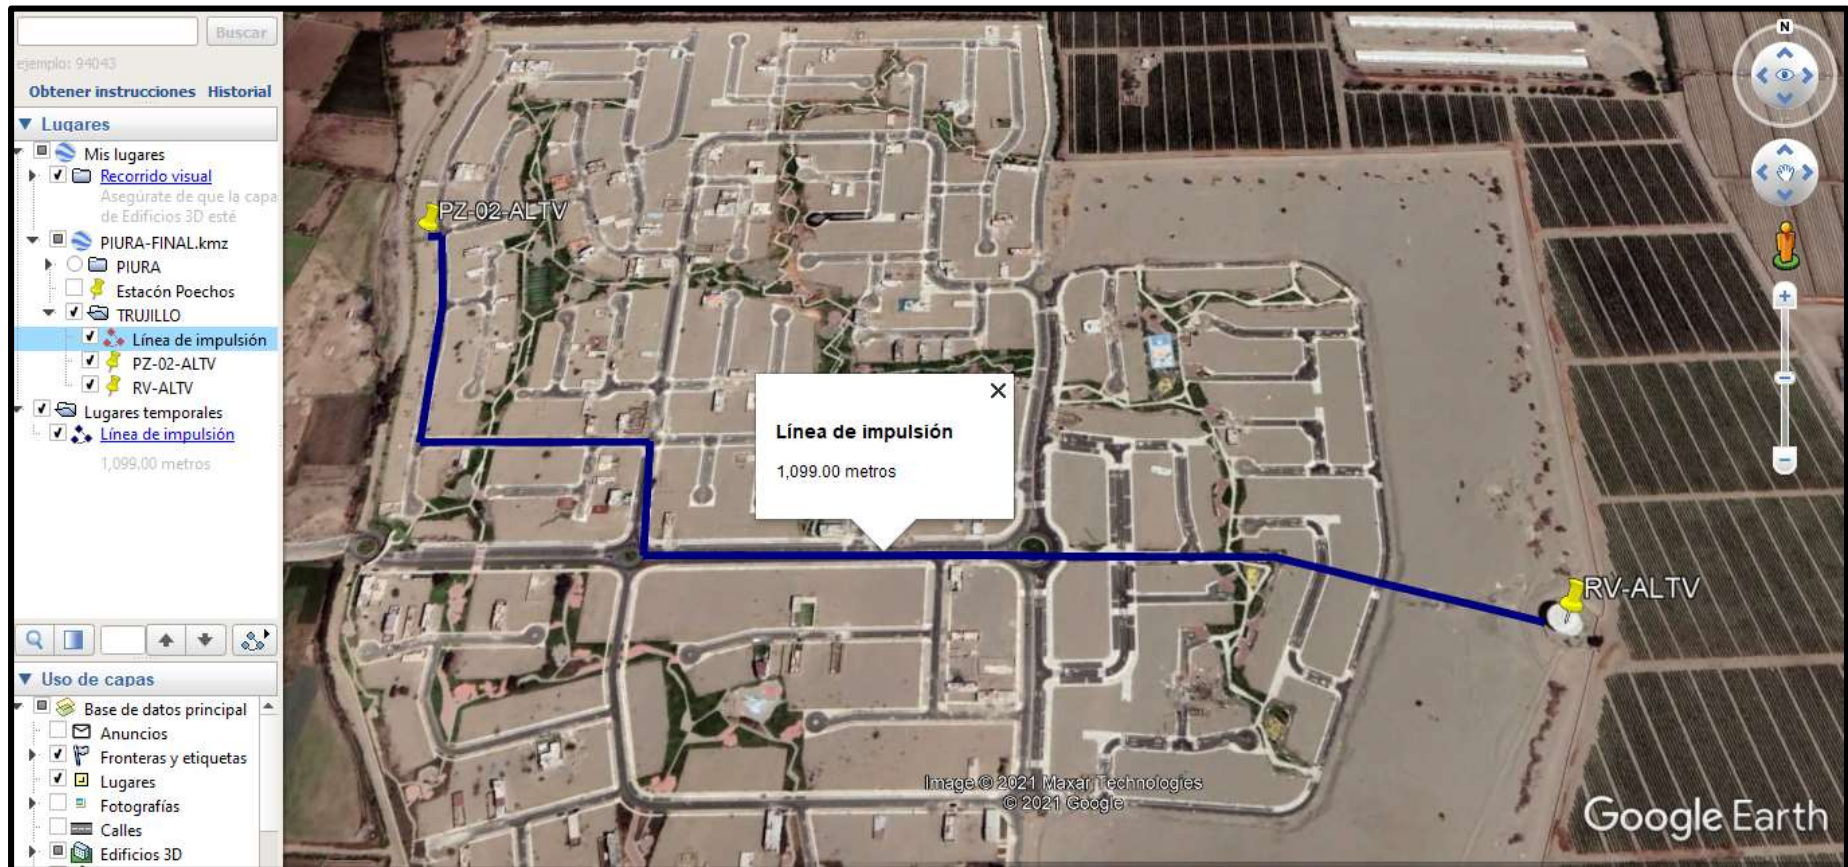 Buscar
ejemplo: 94043
Obtener instrucciones Historial
Lugares
Mis lugares
Recorrido visual
Asegúrate de que la capa
de Edificios 3D esté
PIURA-FINAL.kmz
PIURA
Estacón Poechos
TRUJILLO
Línea de impulsión
PZ-02-ALTV
RV-ALTV
Lugares temporales
Línea de impulsión
1,099.00 metros
Uso de capas
Base de datos principal
Anuncios
Fronteras y etiquetas
Lugares
Fotografías
Calles
Edificios 3D
N
PZ-02-ALTV
Línea de impulsión
1,099.00 metros
RV-ALTV
Image © 2021 Maxar Technologies
© 2021 Google
Google Earth